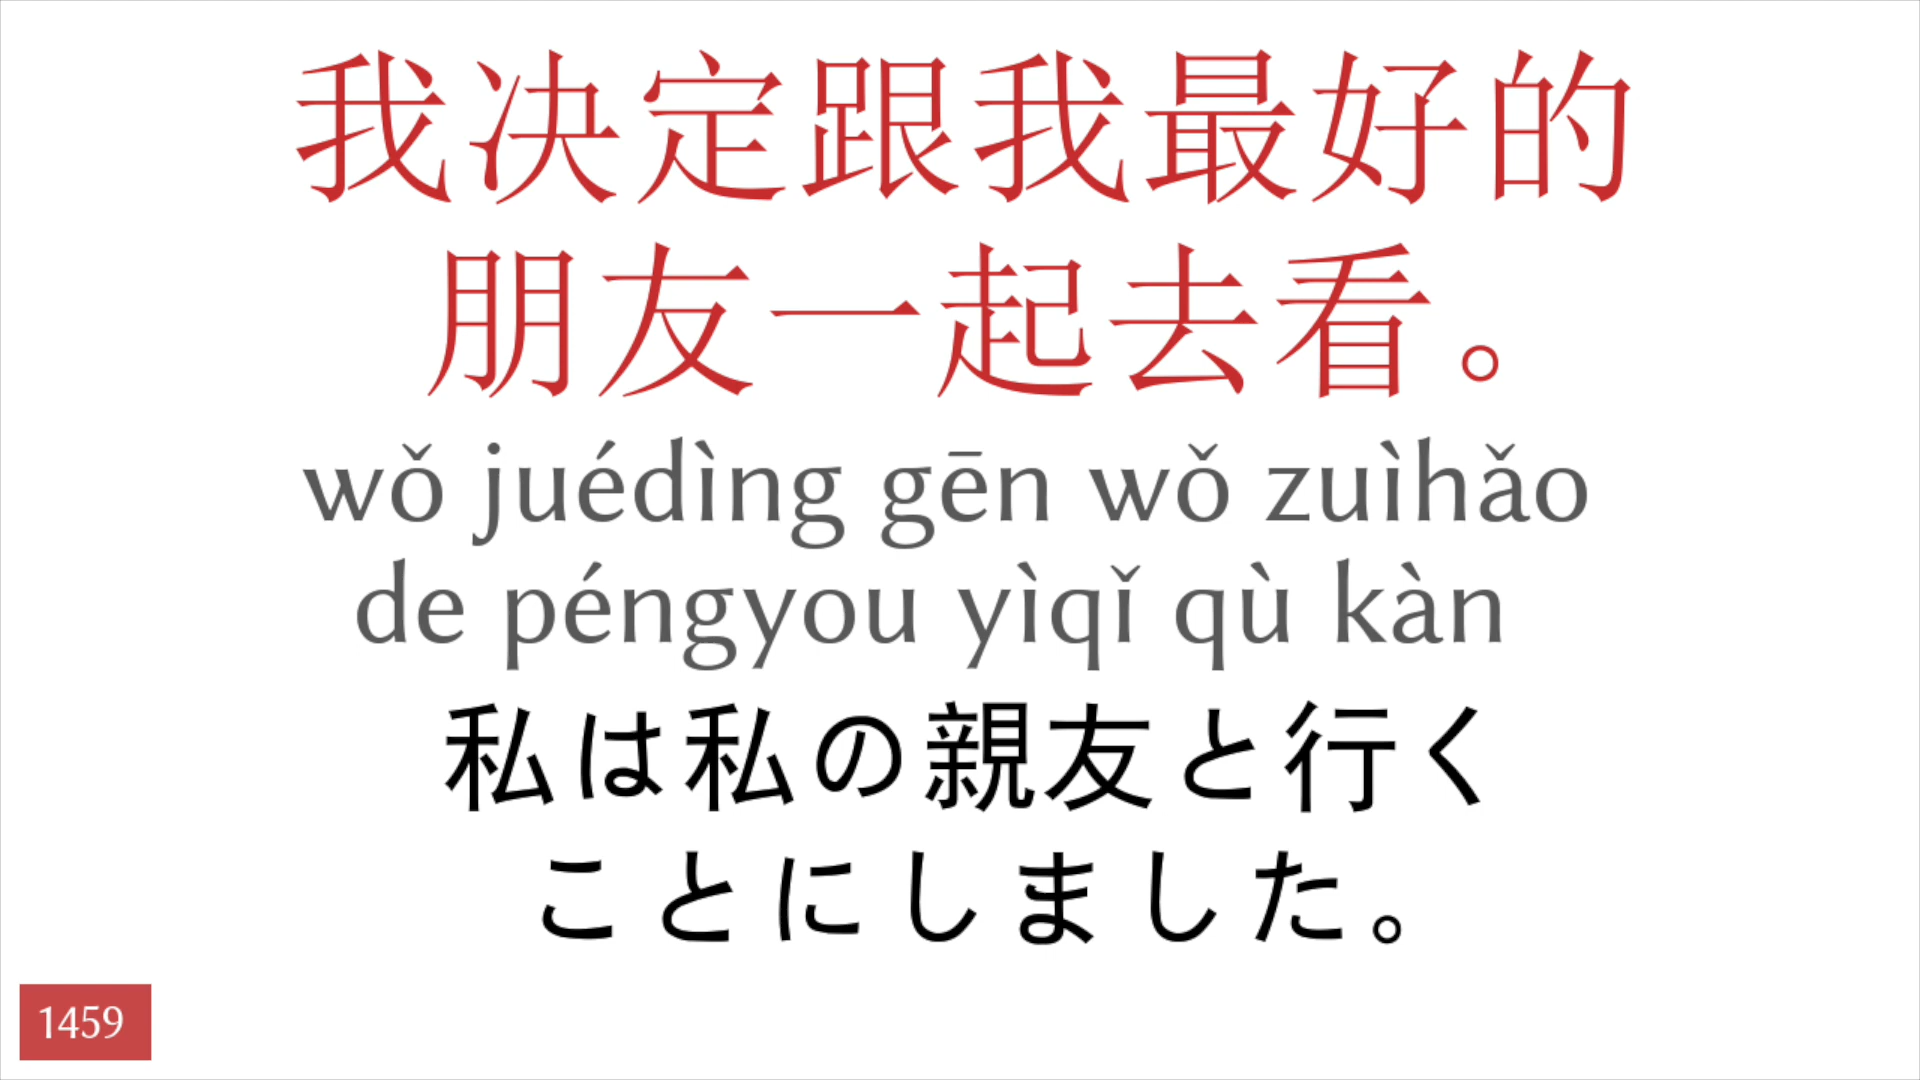 我决定跟我最好的
朋友一起去看。
wǒ juédìng gēn wǒ zuìhǎo
de péngyou yìqǐ qù kàn
私は私の親友と行く
ことにしました。
1459